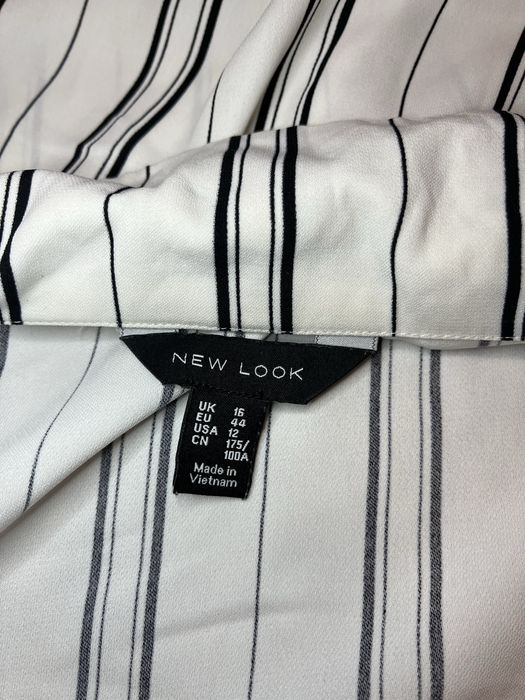 NEW LOOK
UK 16
EU 44
USA 12
CN 175/
100A
Made in
Vietnam